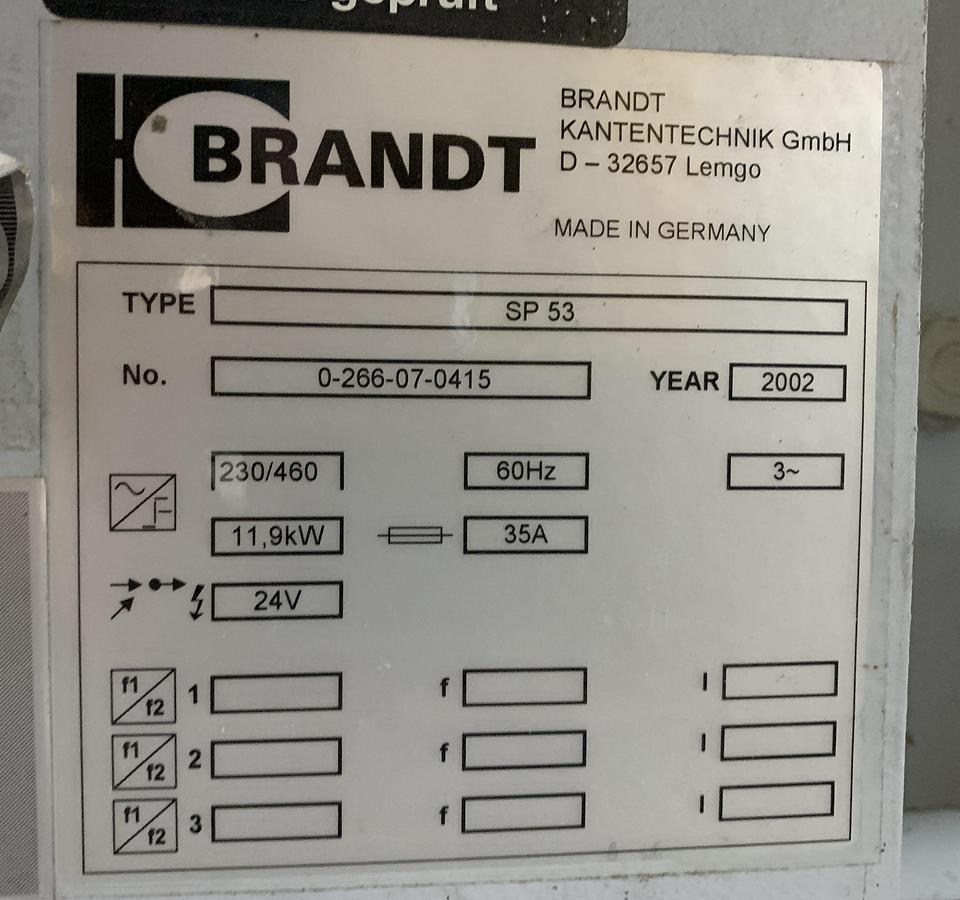 geprüft
BRANDT
BRANDT
KANTENTECHNIK GmbH
D – 32657 Lemgo
MADE IN GERMANY
TYPE SP 53
No. 0-266-07-0415 YEAR 2002
230/460 60Hz 3~
11,9kW 35A
24V
f1/f2 1 f I
f1/f2 2 f I
f1/f2 3 f I